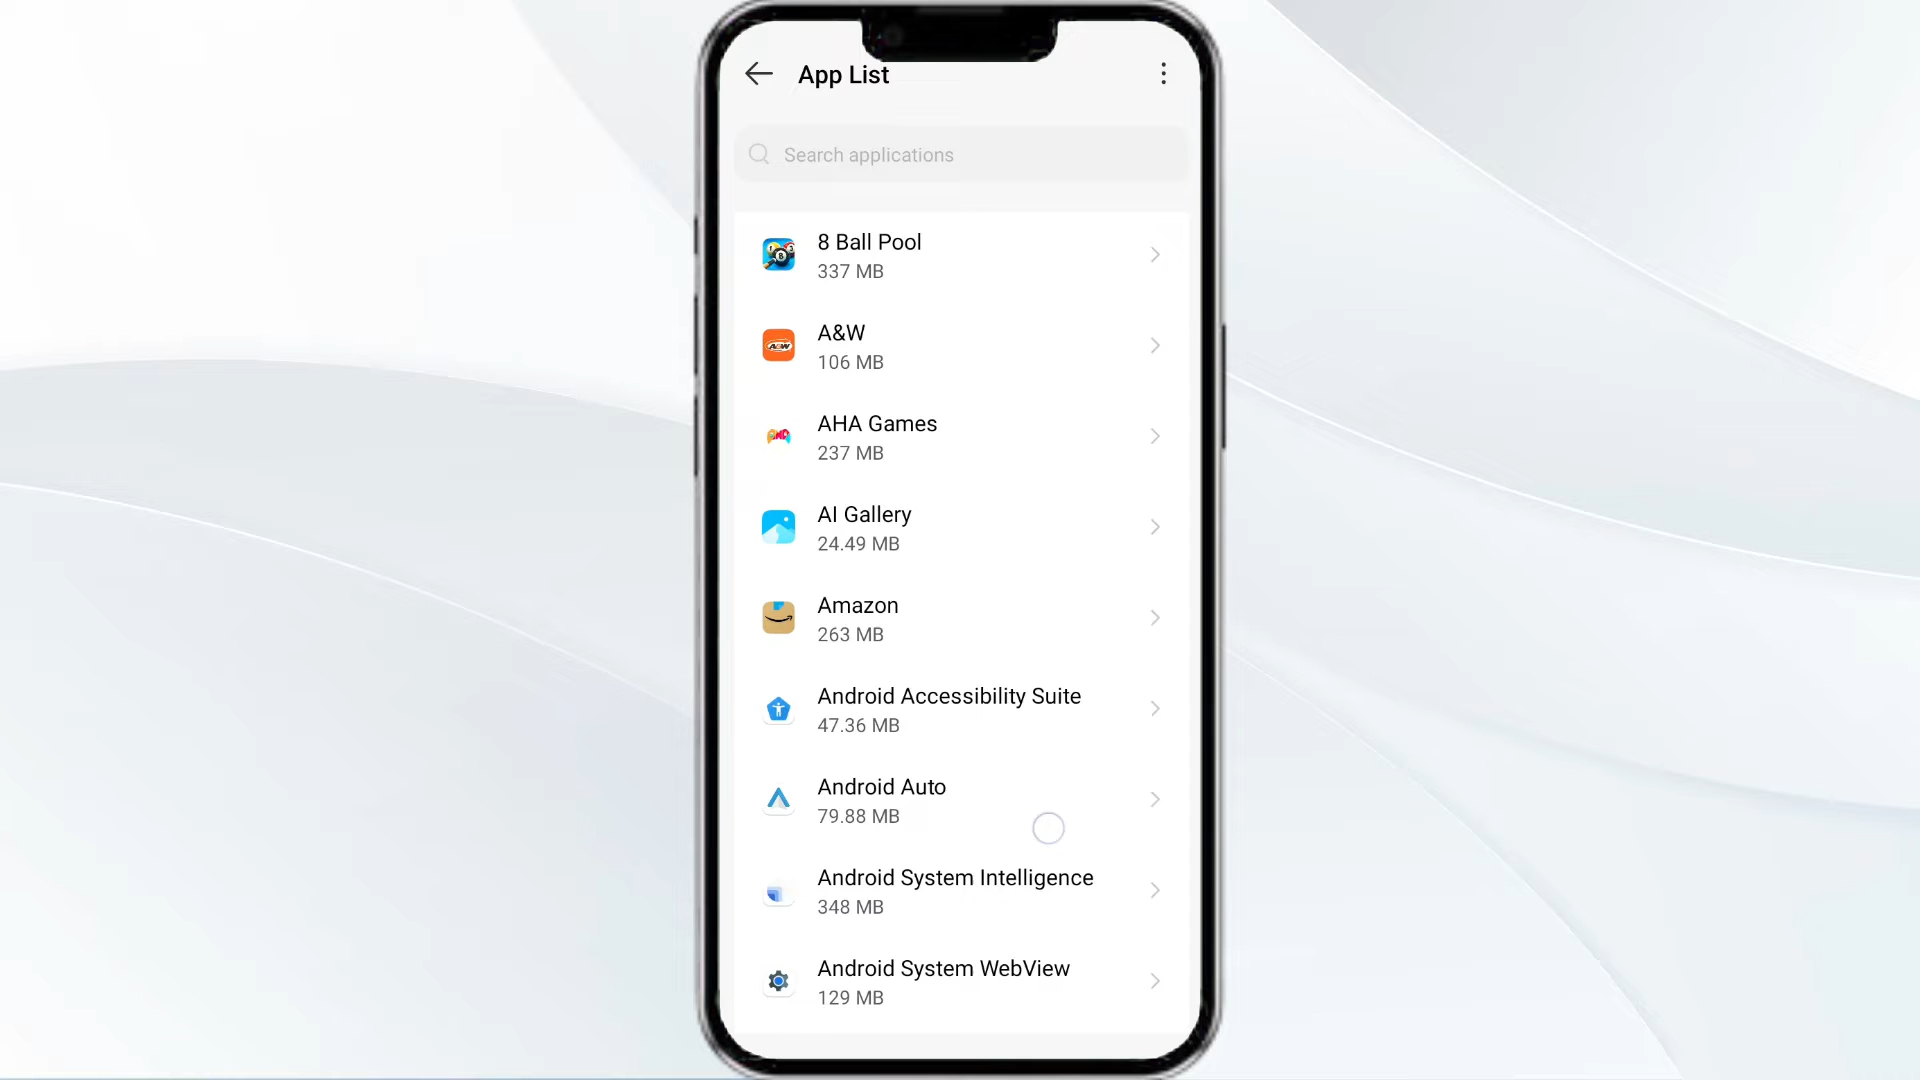 App List
Search applications
8 Ball Pool
337 MB
A&W
106 MB
AHA Games
237 MB
AI Gallery
24.49 MB
Amazon
263 MB
Android Accessibility Suite
47.36 MB
Android Auto
79.88 MB
Android System Intelligence
348 MB
Android System WebView
129 MB